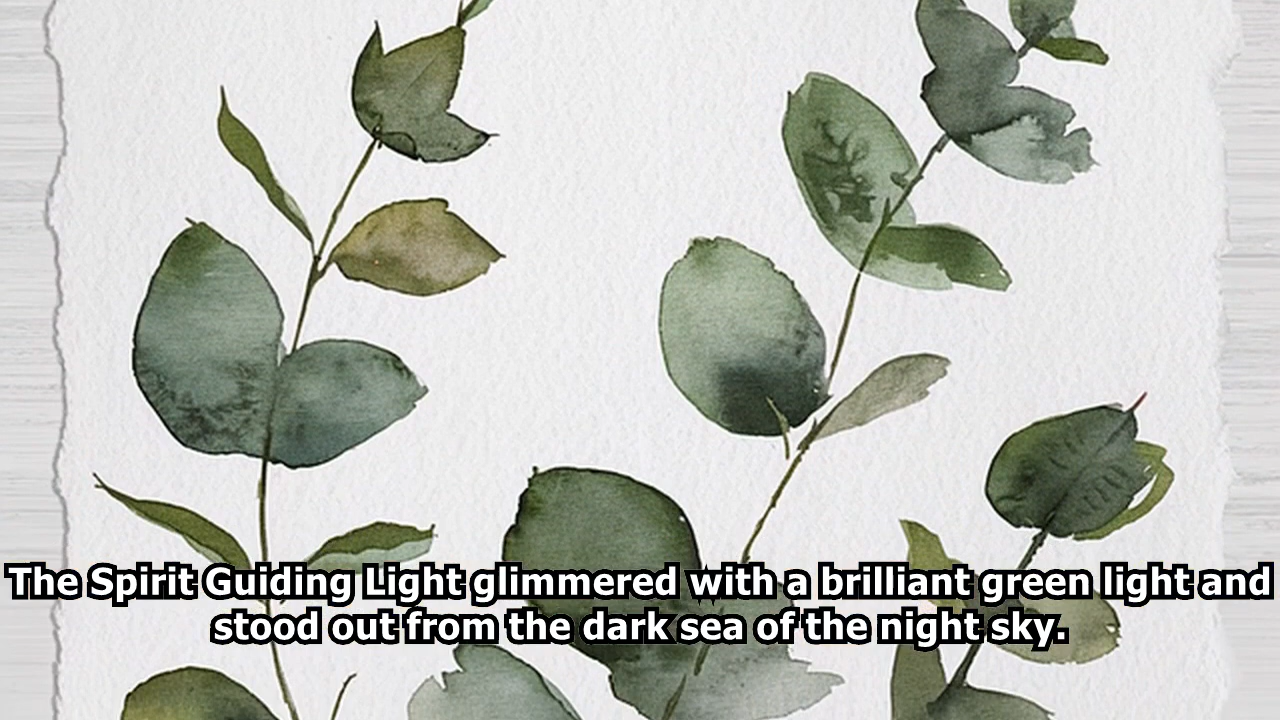 The Spirit Guiding Light glimmered with a brilliant green light and
stood out from the dark sea of the night sky.